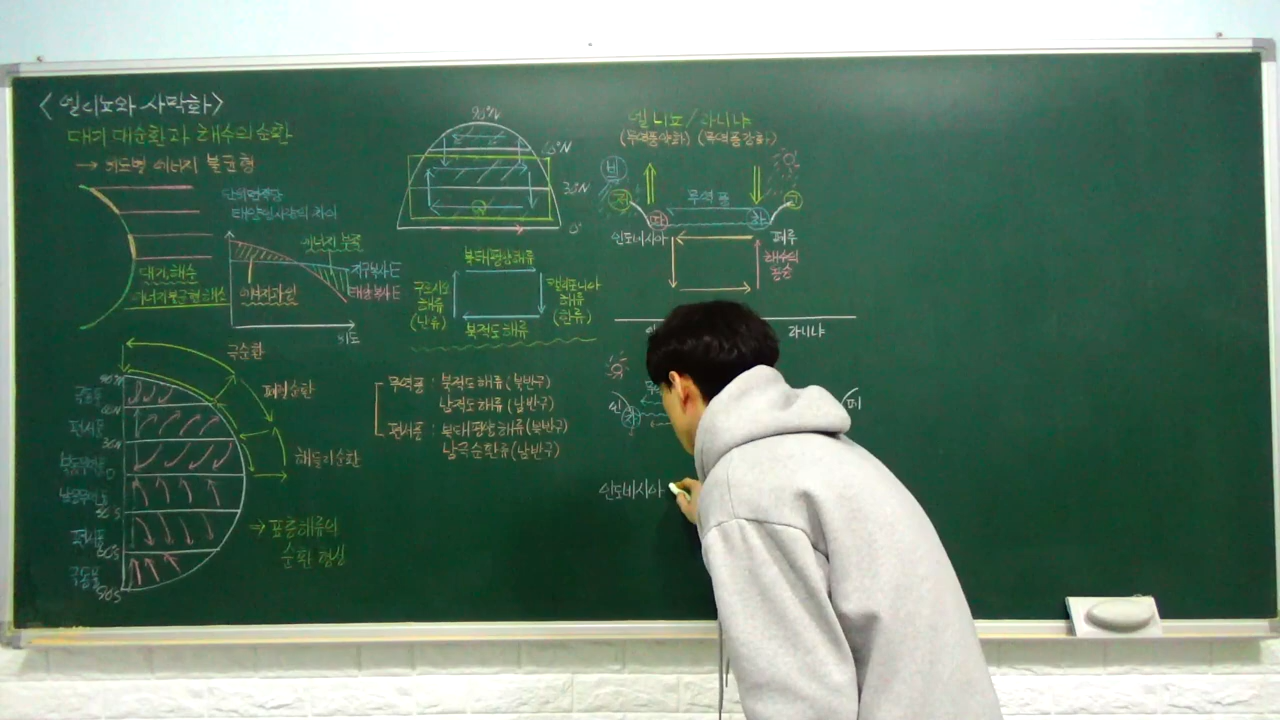 <엘니뇨와 사막화>
대기 대순환과 해수의 순환
→ 위도별 에너지 불균형
단위면적당
태양복사량의 차이
에너지 부족
지구복사E
태양복사E
에너지과잉
위도
대기, 해수
에너지불균형 해소
극순환
페렐순환
해들리순환
90°N
60N
30N
0
30°S
60°S
90°S
극동풍
편서풍
북동무역풍
남동무역풍
편서풍
극동풍
⇒ 표층해류의
순환 형성
90°N
60°N
30N
0°
북태평양해류
쿠로시오
해류
(난류)
캘리포니아
해류
(한류)
북적도해류
무역풍 : 북적도해류(북반구)
남적도해류(남반구)
편서풍 : 북태평양해류(북반구)
남극순환류(남반구)
엘니뇨/라니냐
(무역풍약화) (무역풍강화)
비
저
고
무역풍
인도네시아
페루
해수의
용승
라니냐
인
페
인도네시아